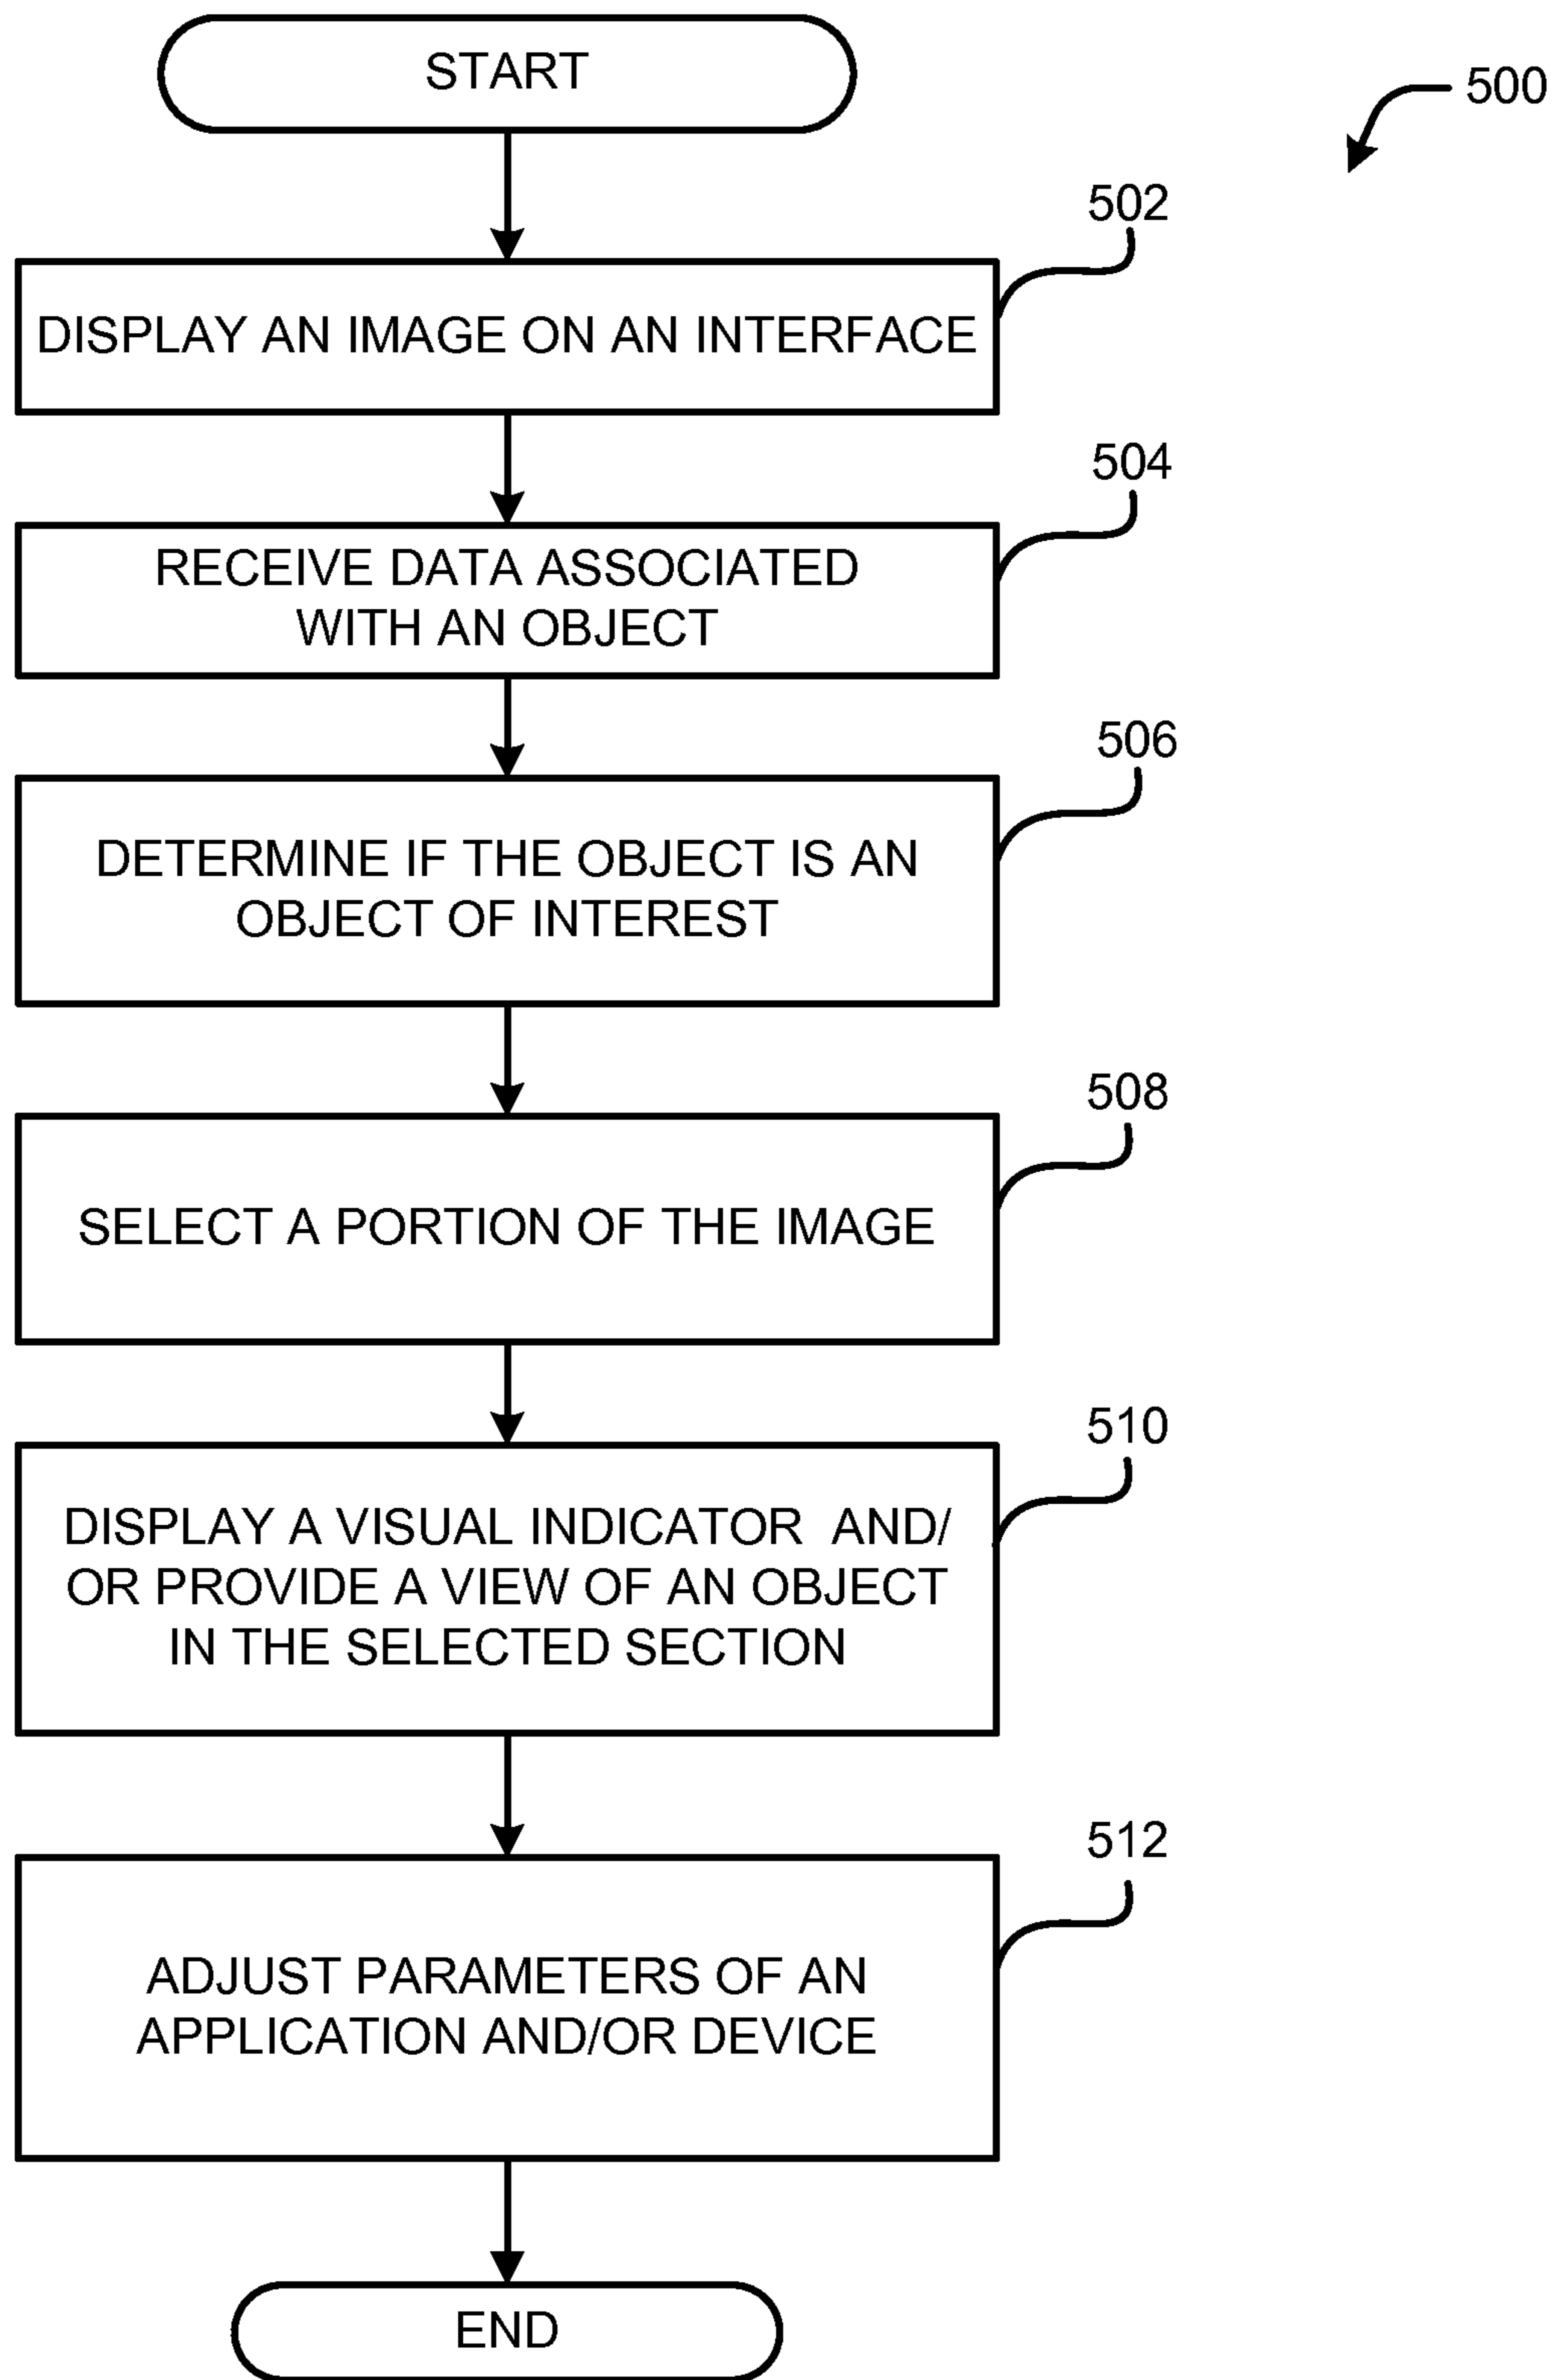 START
500
502
DISPLAY AN IMAGE ON AN INTERFACE
504
RECEIVE DATA ASSOCIATED
WITH AN OBJECT
506
DETERMINE IF THE OBJECT IS AN
OBJECT OF INTEREST
508
SELECT A PORTION OF THE IMAGE
510
DISPLAY A VISUAL INDICATOR AND/
OR PROVIDE A VIEW OF AN OBJECT
IN THE SELECTED SECTION
512
ADJUST PARAMETERS OF AN
APPLICATION AND/OR DEVICE
END